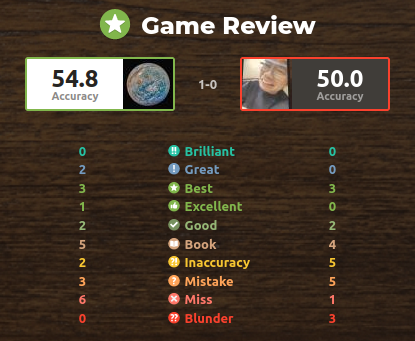 Game Review
54.8 1-0 50.0
Accuracy Accuracy
0 !! Brilliant 0
2 ! Great 0
3 Best 3
1 Excellent 0
2 Good 2
5 Book 4
2 ?! Inaccuracy 5
3 ? Mistake 5
6 Miss 1
0 ?? Blunder 3